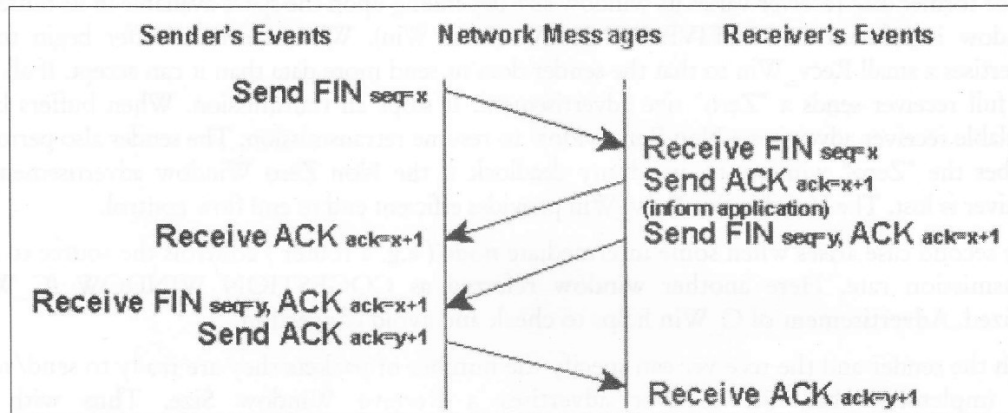 Sender's Events Network Messages Receiver's Events
Send FIN seq=x
Receive FIN seq=x
Send ACK ack=x+1
(inform application)
Receive ACK ack=x+1
Send FIN seq=y, ACK ack=x+1
Receive FIN seq=y, ACK ack=x+1
Send ACK ack=y+1
Receive ACK ack=y+1